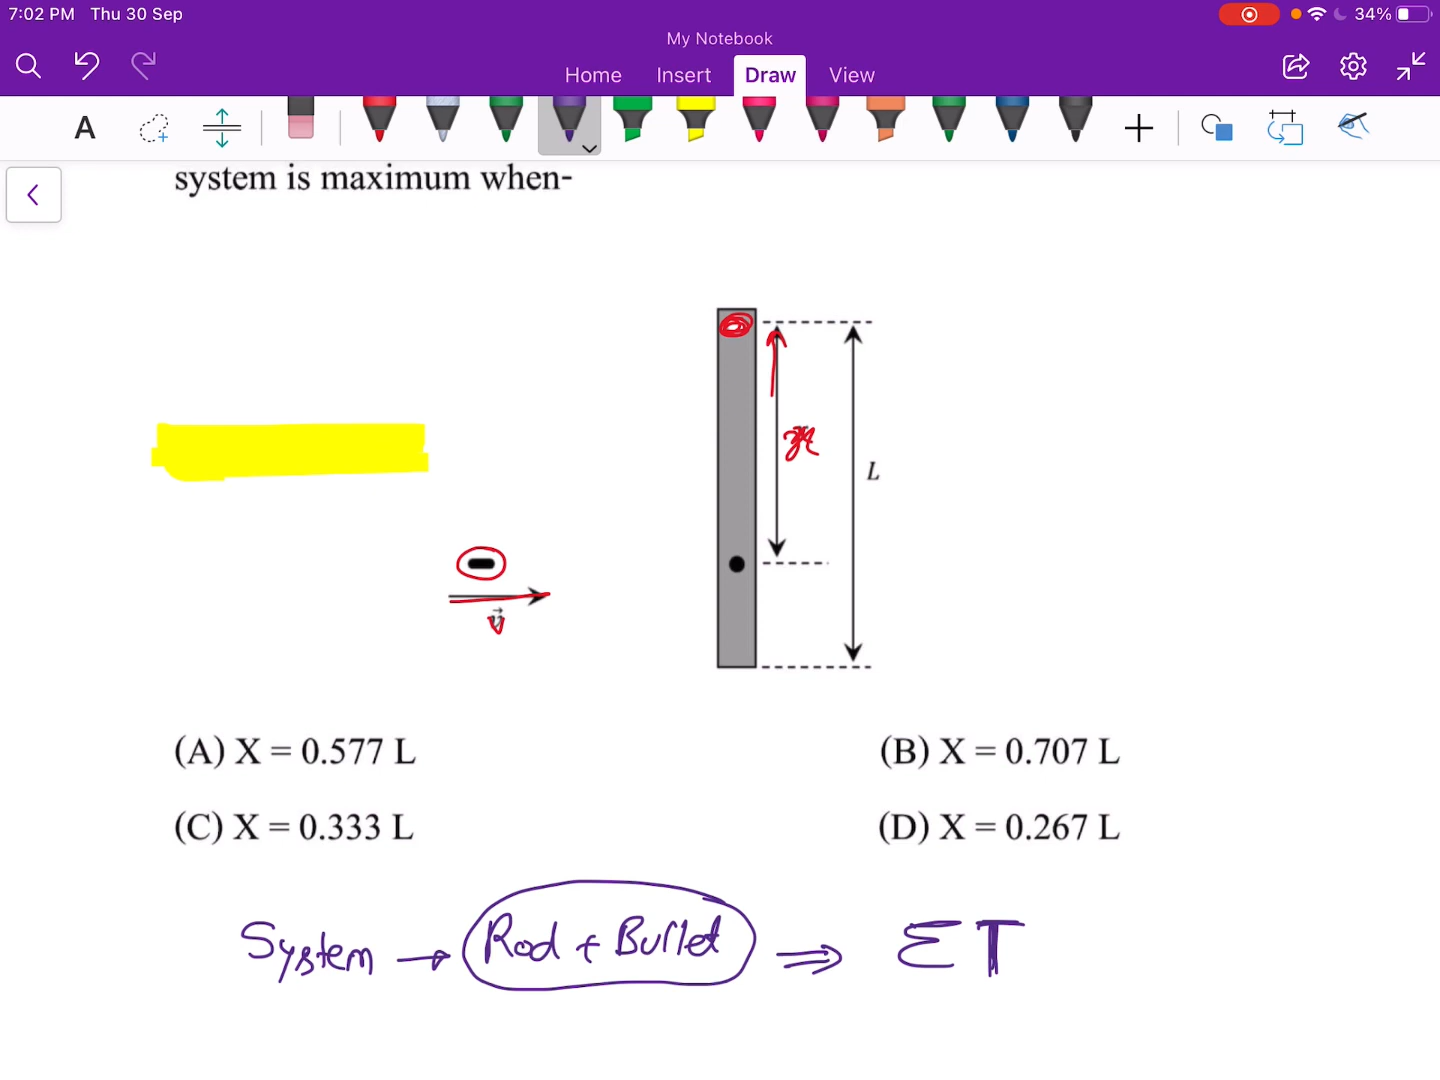 7:02 PM Thu 30 Sep
34%
My Notebook
Home Insert Draw View
A
system is maximum when-
x
L
v
(A) X = 0.577 L
(B) X = 0.707 L
(C) X = 0.333 L
(D) X = 0.267 L
System → Rod + Bullet ⇒ Στ